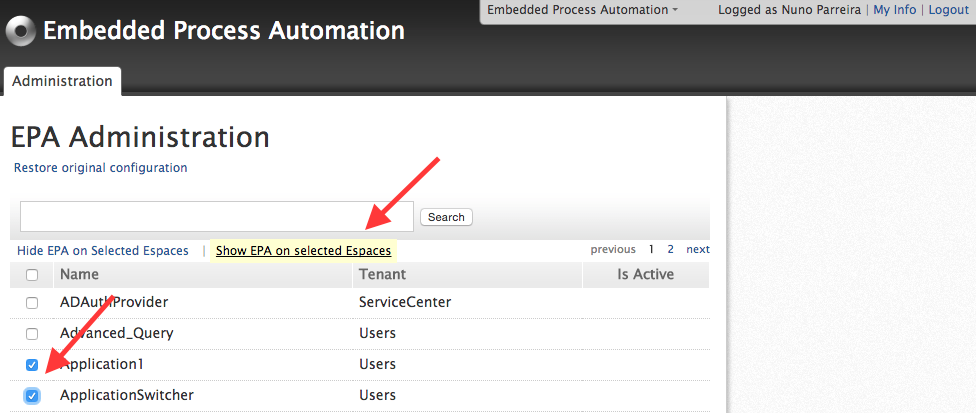 Embedded Process Automation Logged as Nuno Parreira | My Info | Logout
Embedded Process Automation
Administration
EPA Administration
Restore original configuration
Search
Hide EPA on Selected Espaces | Show EPA on selected Espaces previous 1 2 next
Name Tenant Is Active
ADAuthProvider ServiceCenter
Advanced_Query Users
Application1 Users
ApplicationSwitcher Users